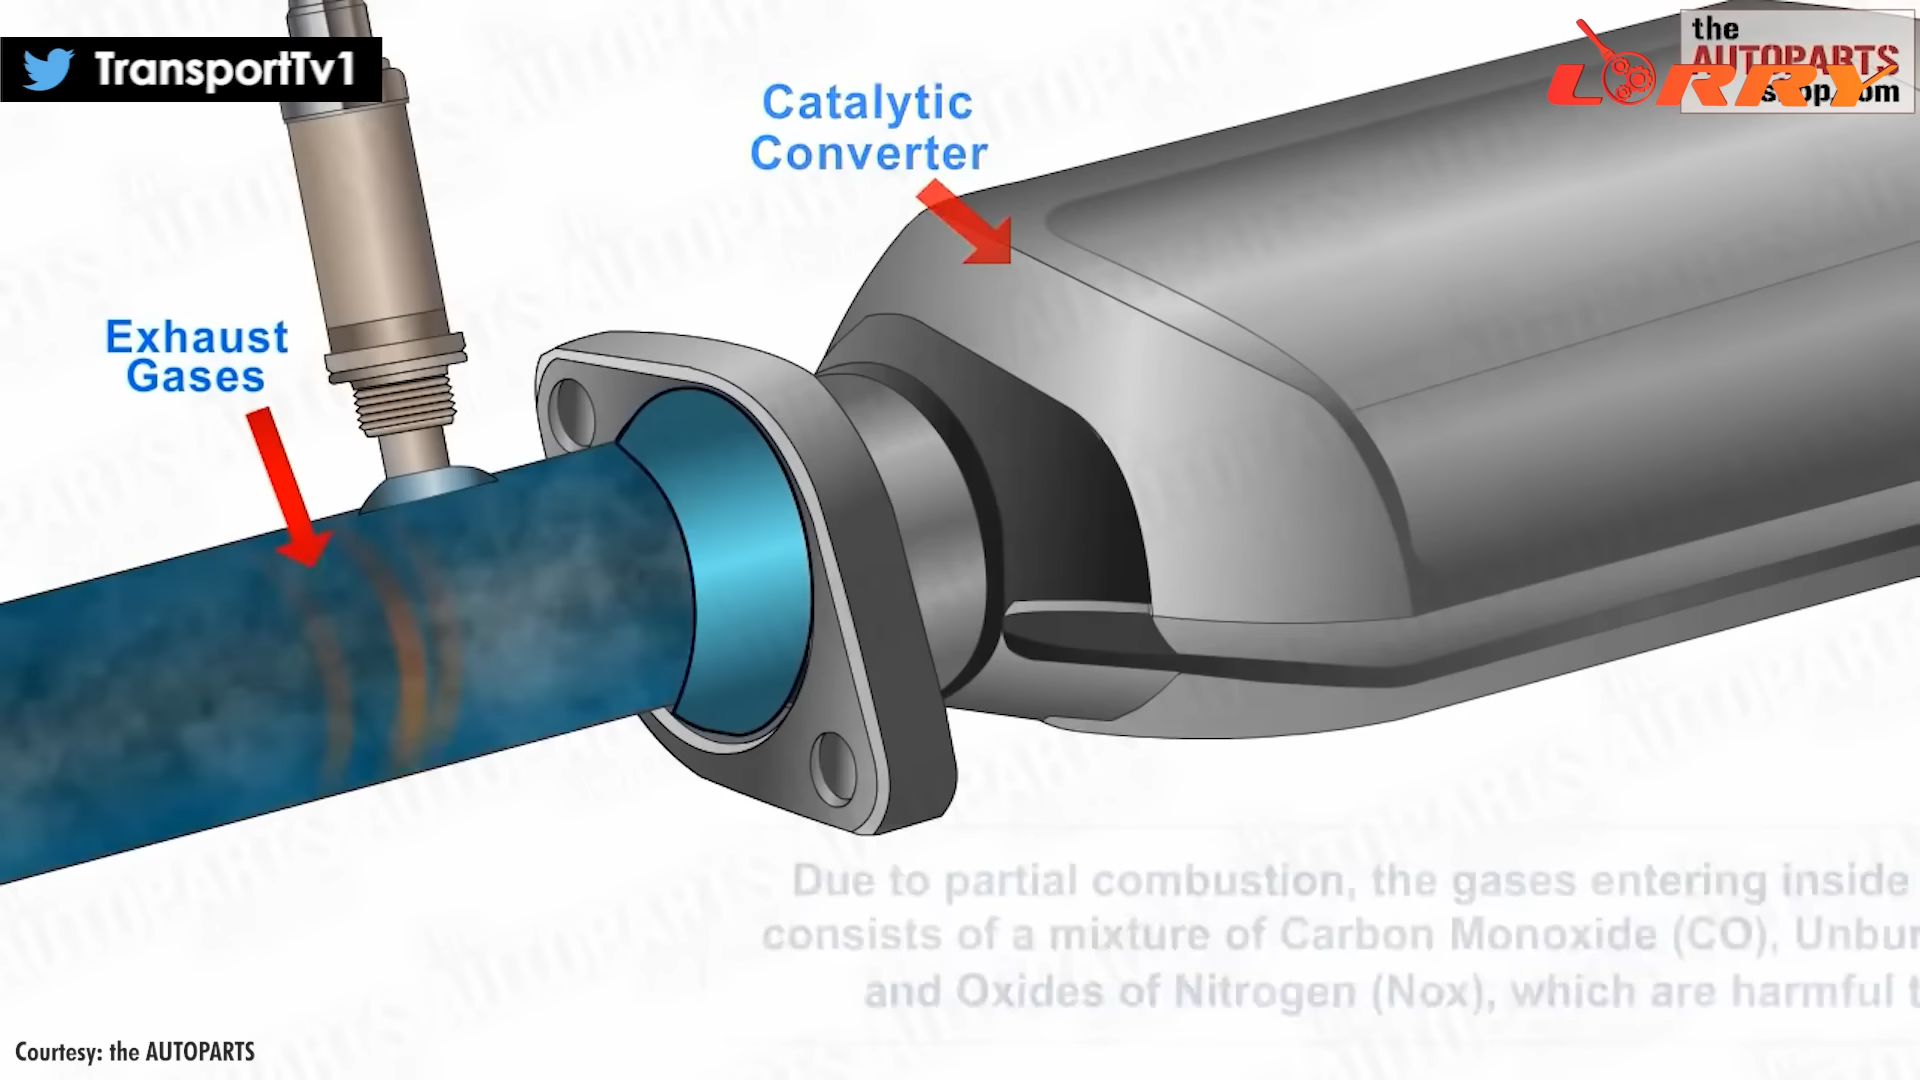 TransportTv1
the
AUTOPARTS
LORRY
Catalytic
Converter
Exhaust
Gases
Due to partial combustion, the gases entering inside
consists of a mixture of Carbon Monoxide (CO),
and Oxides of Nitrogen (Nox), which are harmful
Courtesy: the AUTOPARTS